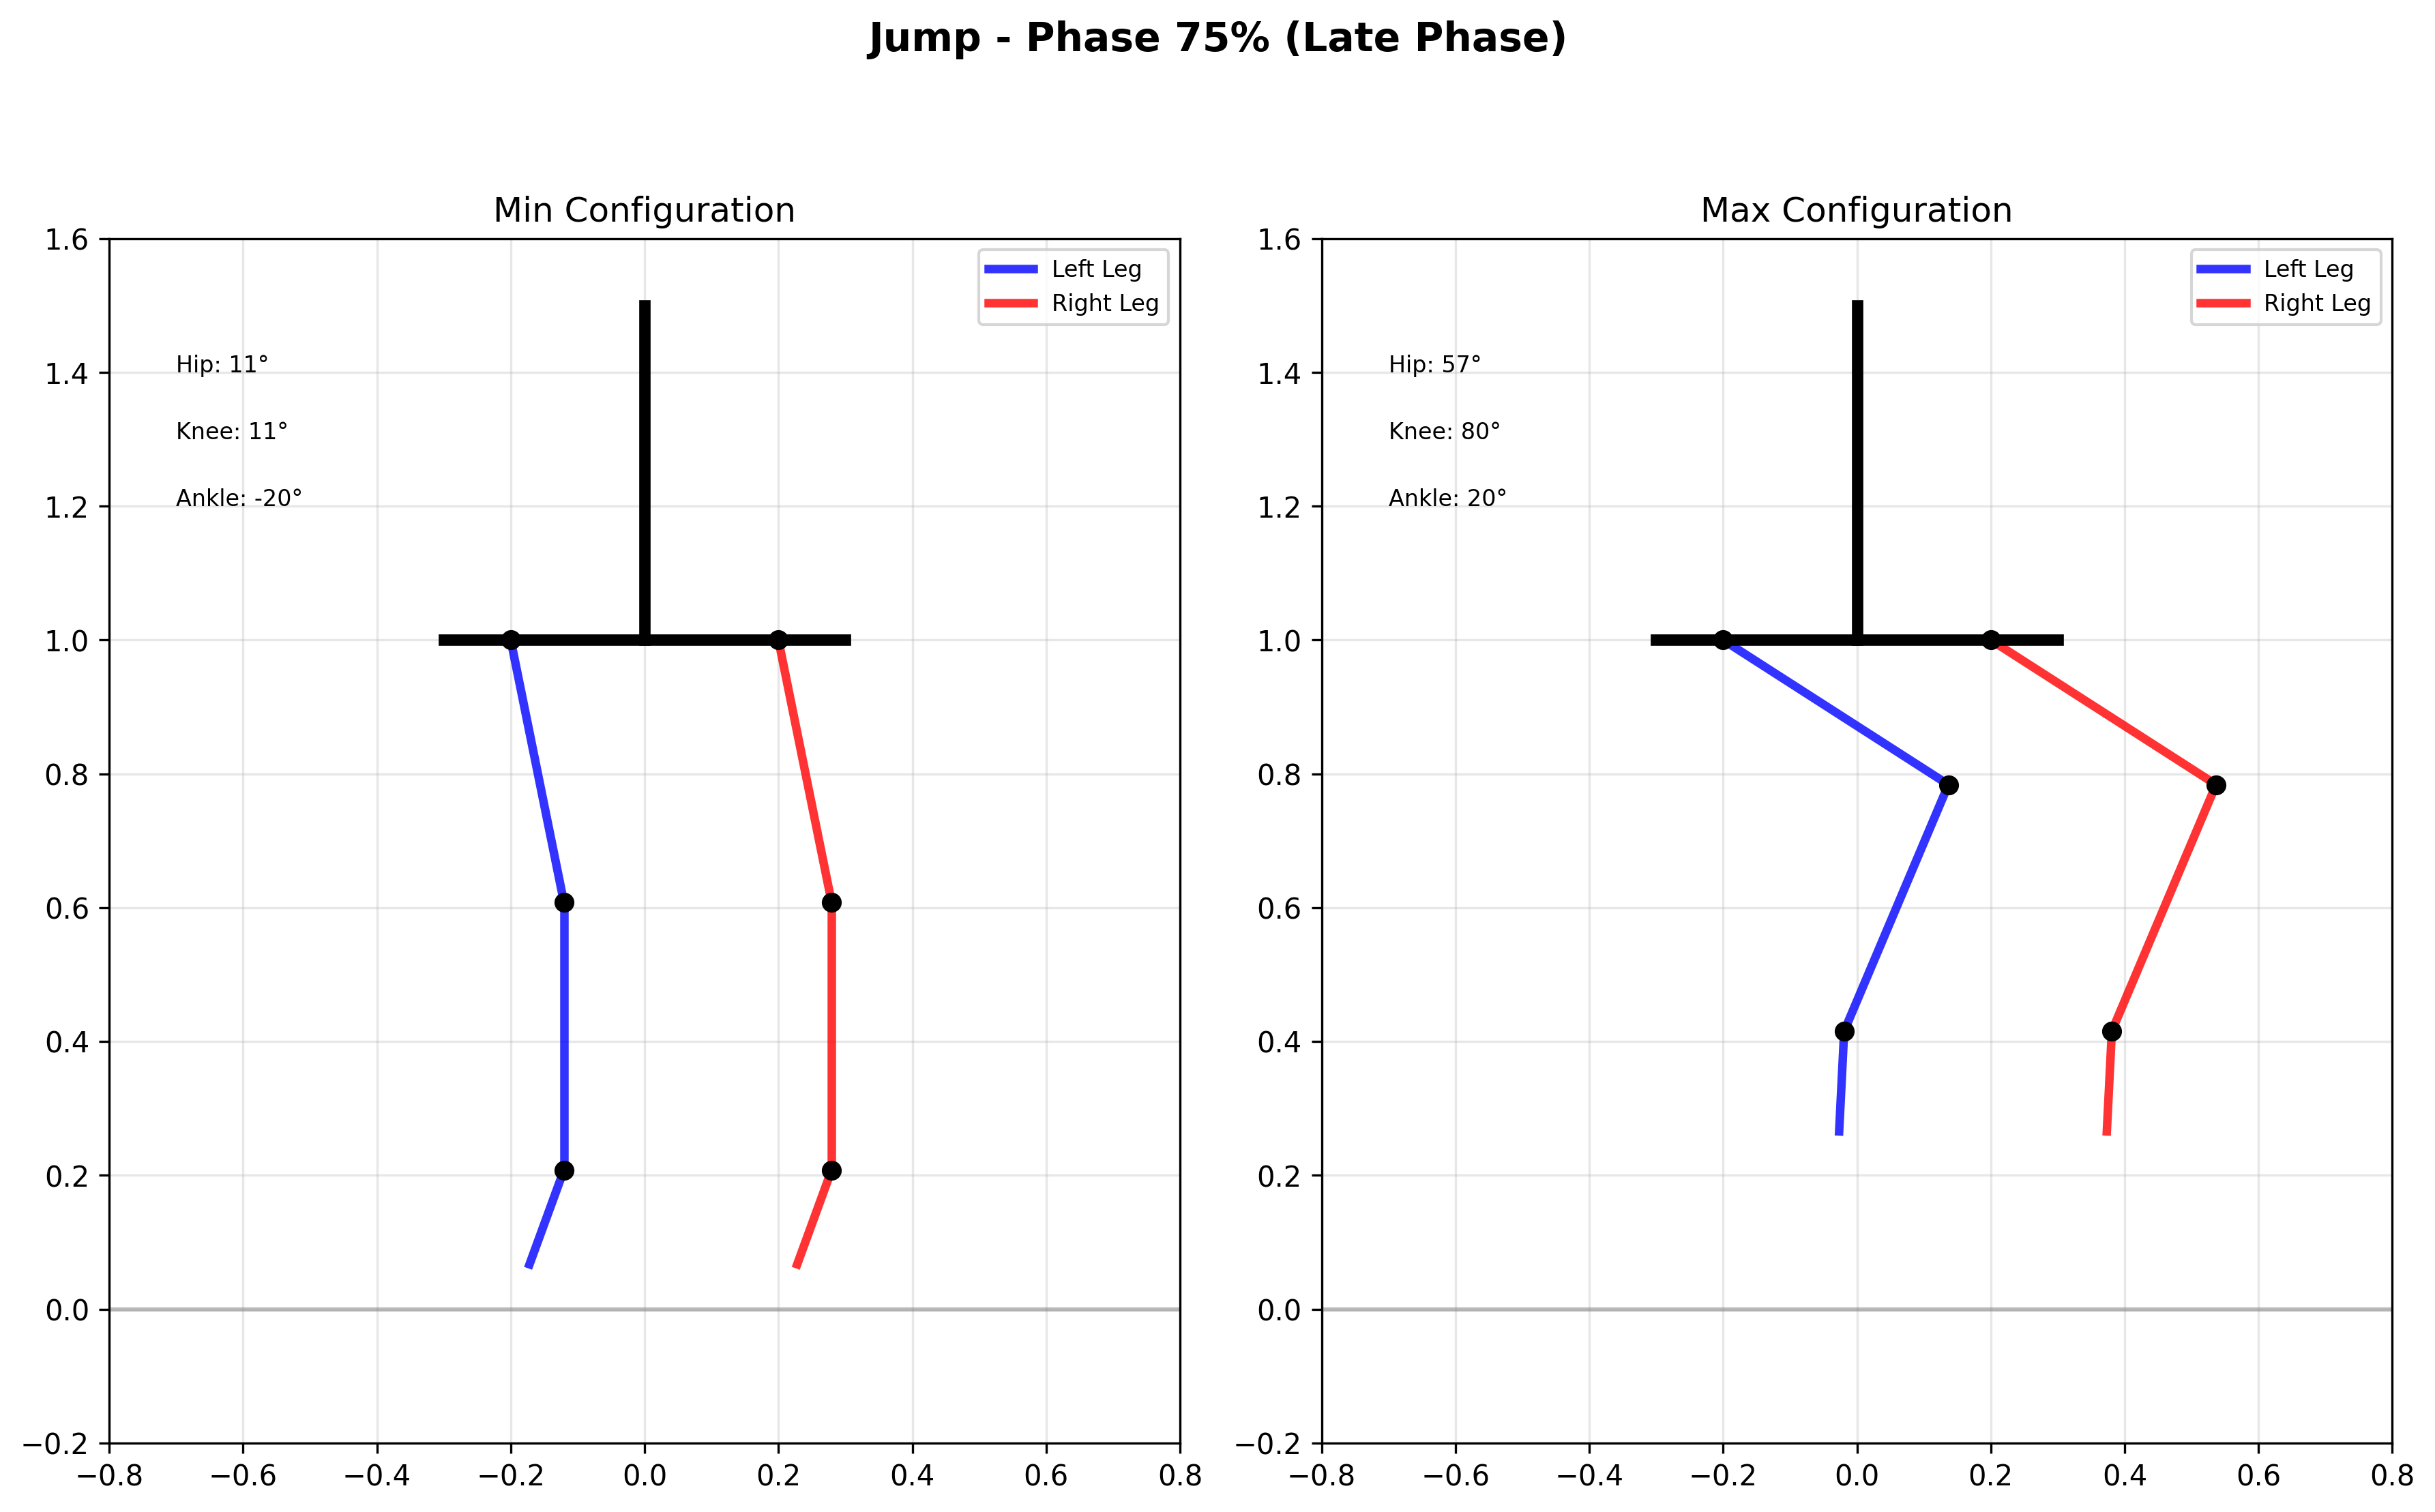 Jump - Phase 75% (Late Phase)
Min Configuration
Left Leg
Right Leg
Hip: 11°
Knee: 11°
Ankle: -20°
1.6
1.4
1.2
1.0
0.8
0.6
0.4
0.2
0.0
−0.2
−0.8
−0.6
−0.4
−0.2
0.0
0.2
0.4
0.6
0.8
Max Configuration
Left Leg
Right Leg
Hip: 57°
Knee: 80°
Ankle: 20°
1.6
1.4
1.2
1.0
0.8
0.6
0.4
0.2
0.0
−0.2
−0.8
−0.6
−0.4
−0.2
0.0
0.2
0.4
0.6
0.8